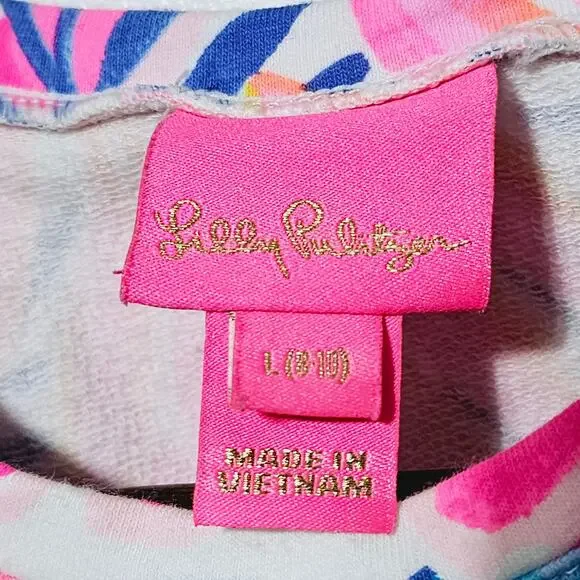 Lilly Pulitzer
L (8-10)
MADE IN
VIETNAM